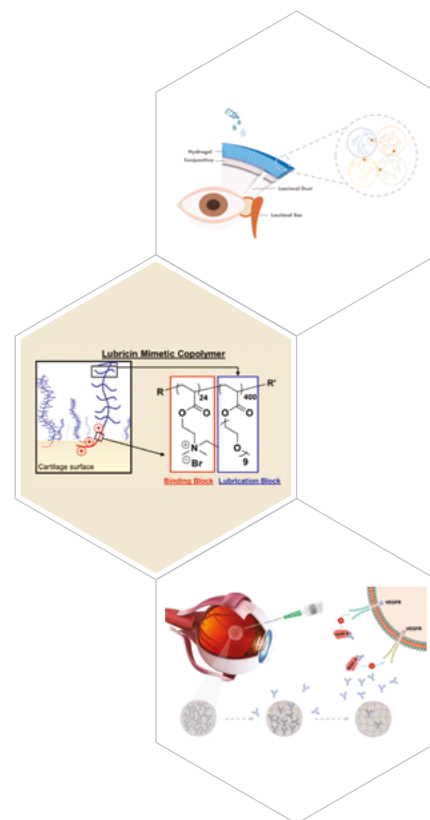 Hydrogel
Conjunctiva
Lacrimal Duct
Lacrimal Sac
Lubricin Mimetic Copolymer
R
24
400
R'
O
O
O
O
N
Br
O
9
Cartilage surface
Binding Block
Lubrication Block
VEGFR
VEGFR